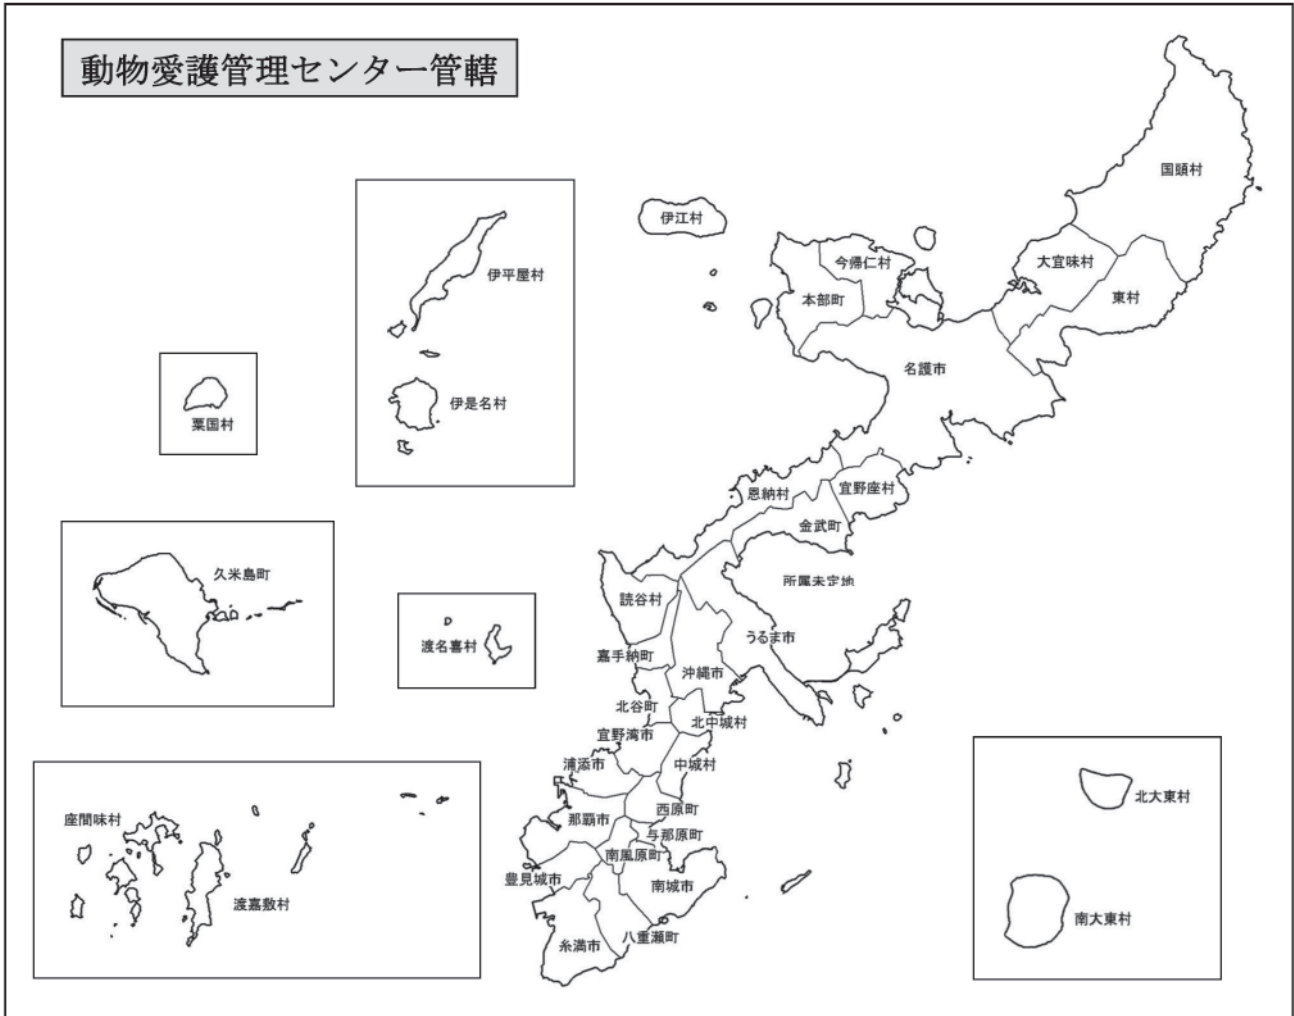 動物愛護管理センター管轄
国頭村
伊江村
大宜味村
今帰仁村
伊平屋村
東村
本部町
名護市
伊是名村
粟国村
宜野座村
恩納村
金武町
久米島町
所属未定地
読谷村
うるま市
渡名喜村
嘉手納町
沖縄市
北谷町
北中城村
宜野湾市
浦添市
中城村
北大東村
西原町
座間味村
那覇市
与那原町
南風原町
豊見城市
南城市
渡嘉敷村
南大東村
八重瀬町
糸満市